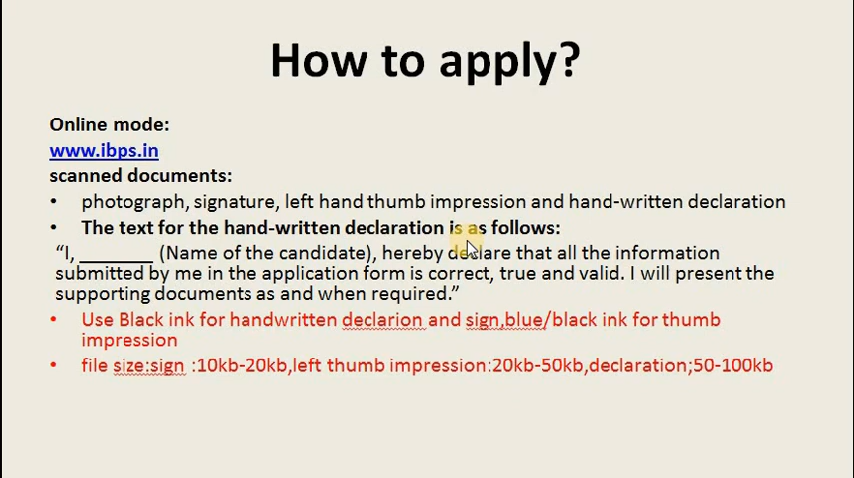 How to apply?
Online mode:
www.ibps.in
scanned documents:
• photograph, signature, left hand thumb impression and hand-written declaration
• The text for the hand-written declaration is as follows:
“I, _______ (Name of the candidate), hereby declare that all the information
submitted by me in the application form is correct, true and valid. I will present the
supporting documents as and when required.”
• Use Black ink for handwritten declarion and sign,blue/black ink for thumb
impression
• file size:sign :10kb-20kb,left thumb impression:20kb-50kb,declaration;50-100kb